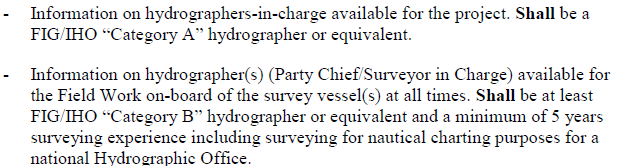 - Information on hydrographers-in-charge available for the project. Shall be a
FIG/IHO “Category A” hydrographer or equivalent.
- Information on hydrographer(s) (Party Chief/Surveyor in Charge) available for
the Field Work on-board of the survey vessel(s) at all times. Shall be at least
FIG/IHO “Category B” hydrographer or equivalent and a minimum of 5 years
surveying experience including surveying for nautical charting purposes for a
national Hydrographic Office.